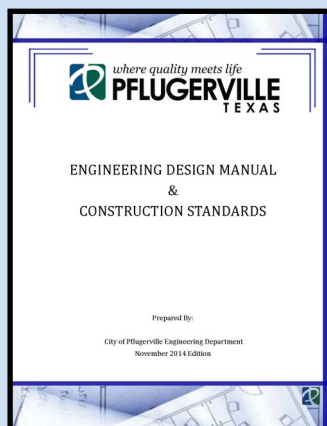 where quality meets life
PFLUGERVILLE
TEXAS
ENGINEERING DESIGN MANUAL
&
CONSTRUCTION STANDARDS
Prepared By:
City of Pflugerville Engineering Department
November 2014 Edition